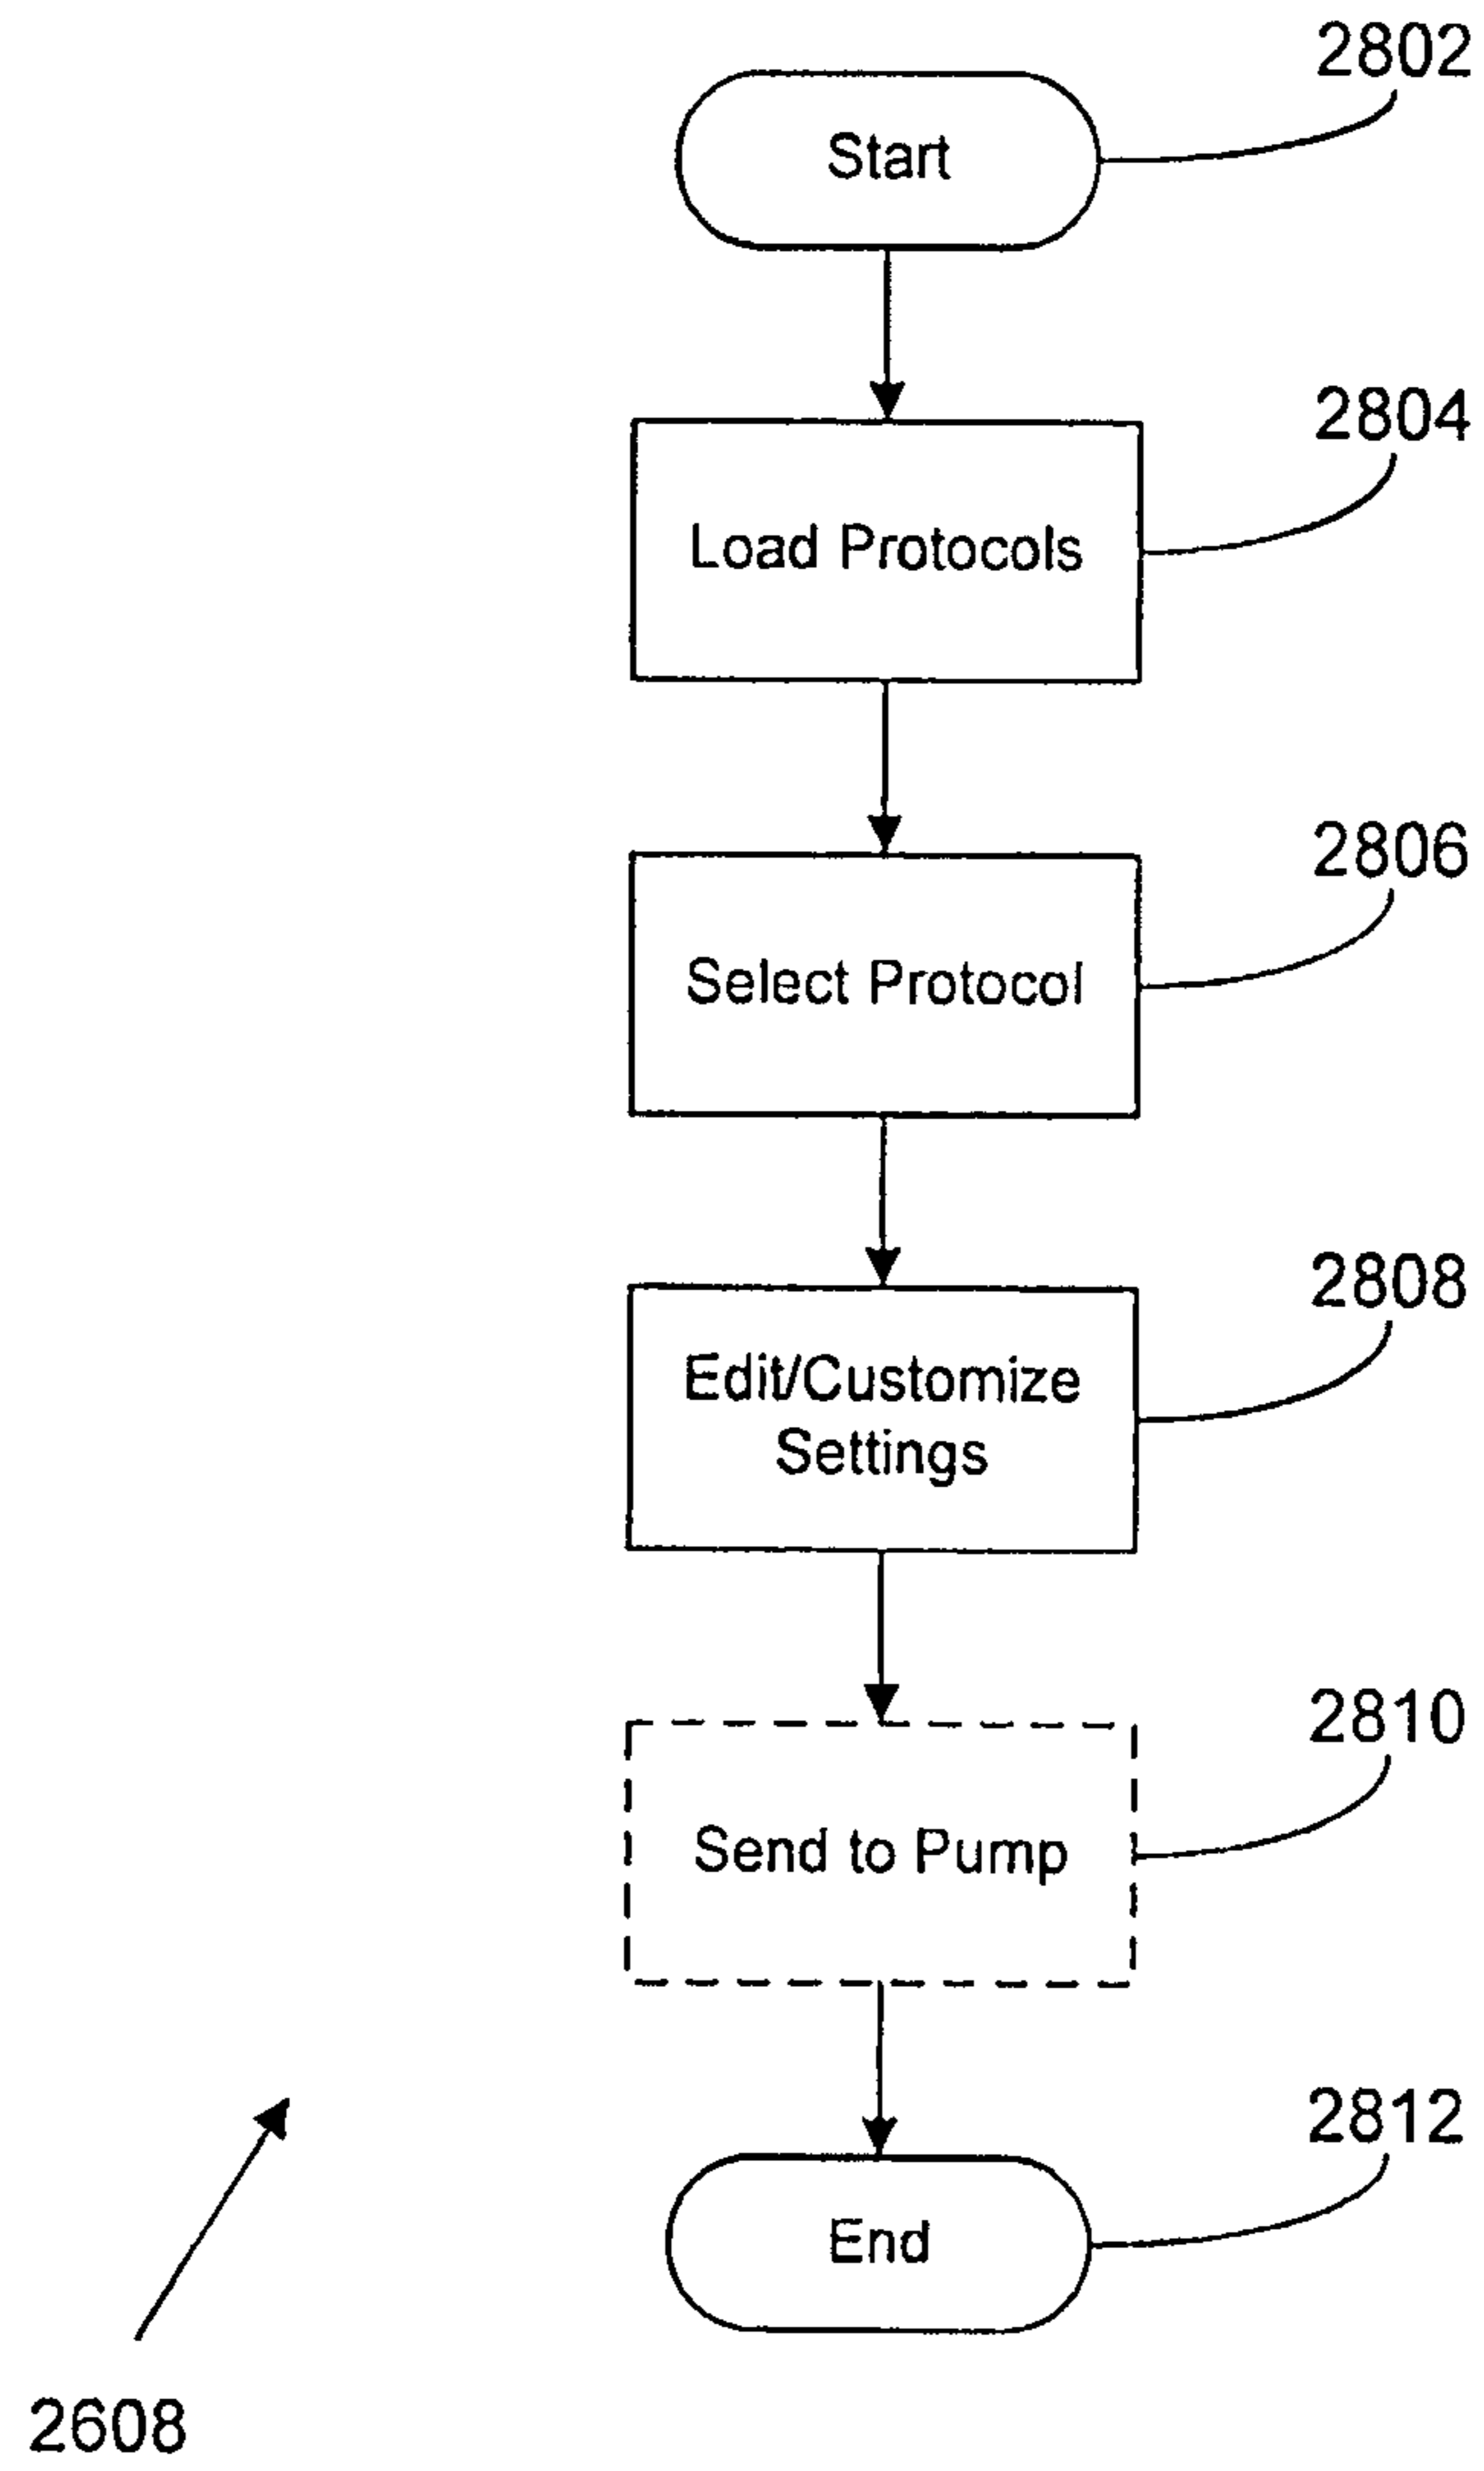 2802
Start
2804
Load Protocols
2806
Select Protocol
2808
Edit/Customize
Settings
2810
Send to Pump
2812
End
2608